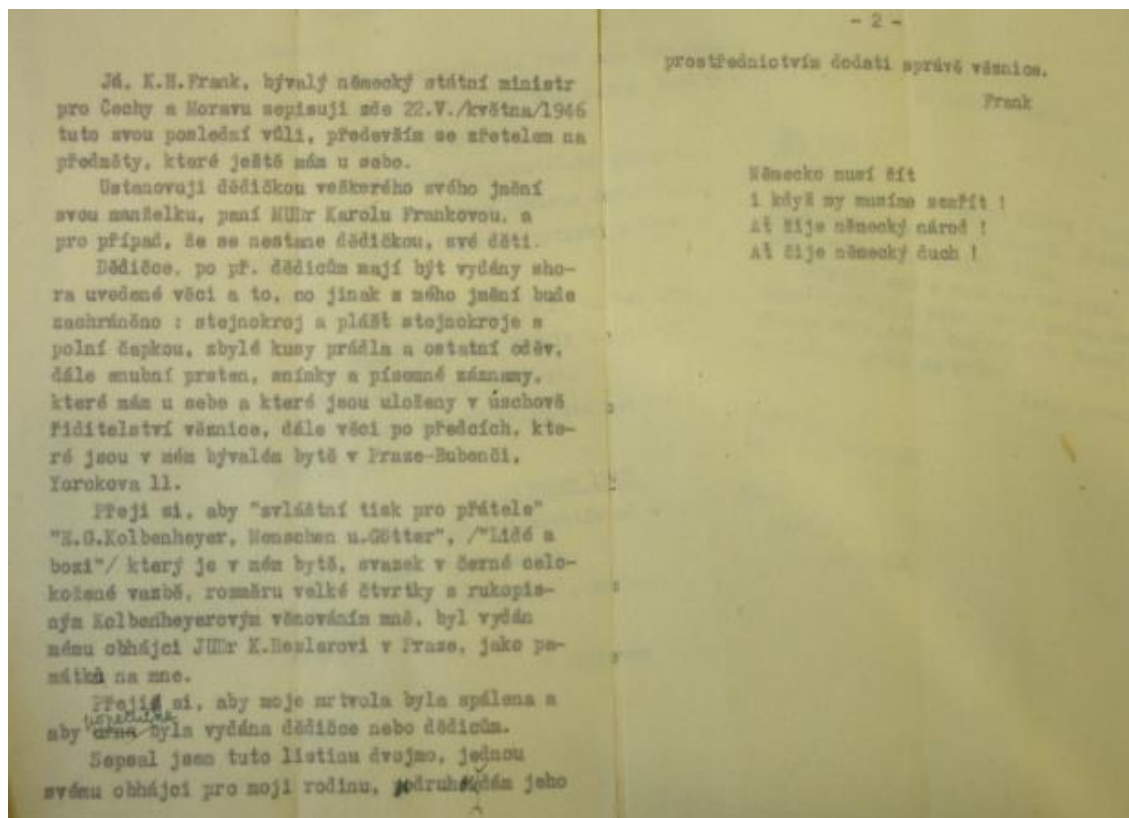 Já, K.H.Frank, bývalý německý státní ministr
pro Čechy a Moravu sepisuji zde 22.V./května/1946
tuto svou poslední vůli, především se zřetelem na
předměty, které ještě mám u sebe.
Ustanovuji dědičkou veškerého svého jmění
svou manželku, paní MUDr Karolu Frankovou, a
pro případ, že se nestane dědičkou, své děti.
Dědičce, po př. dědicům mají být vydány sho-
ra uvedené věci a to, co jinak z mého jmění bude
zachráněno : stejnokroj a plášť stejnokroje s
polní čapkou, zbylé kusy prádla a ostatní oděv,
dále snubní prsten, snímky a písemné záznamy,
které mám u sebe a které jsou uloženy v úschově
ředitelství věznice, dále věci po předcích, kte-
ré jsou v mém bývalém bytě v Praze-Bubenči,
Yorckova 11.
Přeji si, aby "zvláštní tisk pro přátele"
"E.G.Kolbenheyer, Menschen u.Götter", /"Lidé a
bozi"/ který je v mém bytě, svazek v černé celo-
kožené vazbě, rozměru velké čtvrtky s rukopis-
ným Kolbenheyerovým věnováním mně, byl vydán
mému obhájci JUDr K.Reslerovi v Praze, jako pa-
mátka na mne.
Přeji si, aby moje mrtvola byla spálena a
aby urna byla vydána dědičce nebo dědicům.
Sepsal jsem tuto listinu dvojmo, jednou
svému obhájci pro moji rodinu, podruhé dám jeho
- 2 -
prostřednictvím dodati správě věznice.
Frank
Německo musí žít
i když my musíme zemřít !
Ať žije německý národ !
Ať žije německý duch !